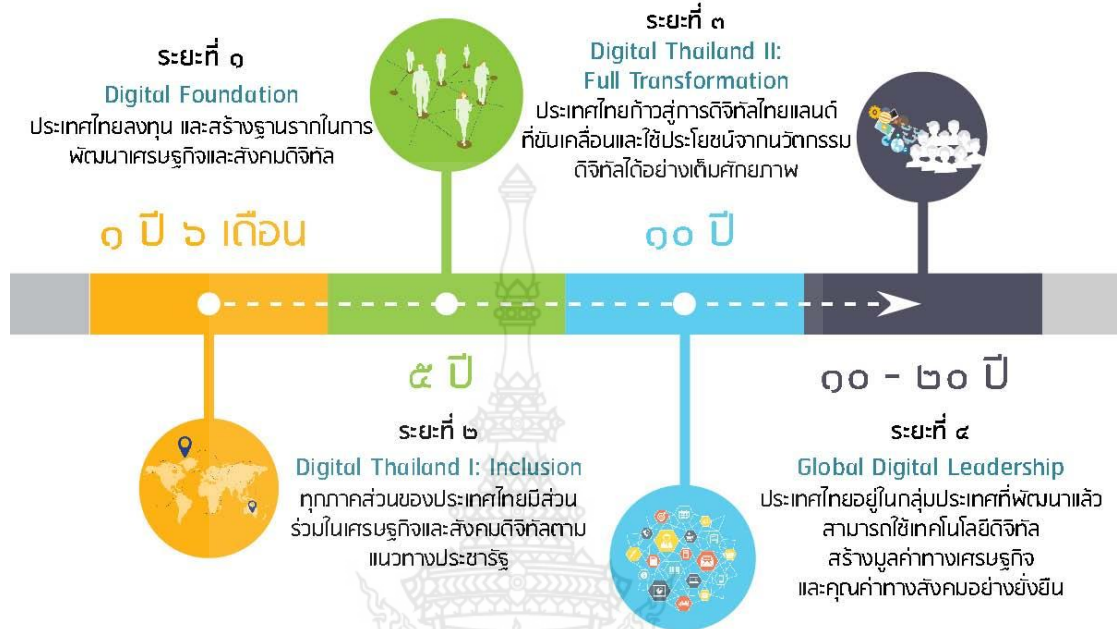 ระยะที่ ๑
Digital Foundation
ประเทศไทยลงทุน และสร้างฐานรากในการ
พัฒนาเศรษฐกิจและสังคมดิจิทัล
๑ ปี ๖ เดือน
๕ ปี
ระยะที่ ๒
Digital Thailand I: Inclusion
ทุกภาคส่วนของประเทศไทยมีส่วน
ร่วมในเศรษฐกิจและสังคมดิจิทัลตาม
แนวทางประชารัฐ
ระยะที่ ๓
Digital Thailand II:
Full Transformation
ประเทศไทยก้าวสู่การดิจิทัลไทยแลนด์
ที่ขับเคลื่อนและใช้ประโยชน์จากนวัตกรรม
ดิจิทัลได้อย่างเต็มศักยภาพ
๑๐ ปี
๑๐ - ๒๐ ปี
ระยะที่ ๔
Global Digital Leadership
ประเทศไทยอยู่ในกลุ่มประเทศที่พัฒนาแล้ว
สามารถใช้เทคโนโลยีดิจิทัล
สร้างมูลค่าทางเศรษฐกิจ
และคุณค่าทางสังคมอย่างยั่งยืน